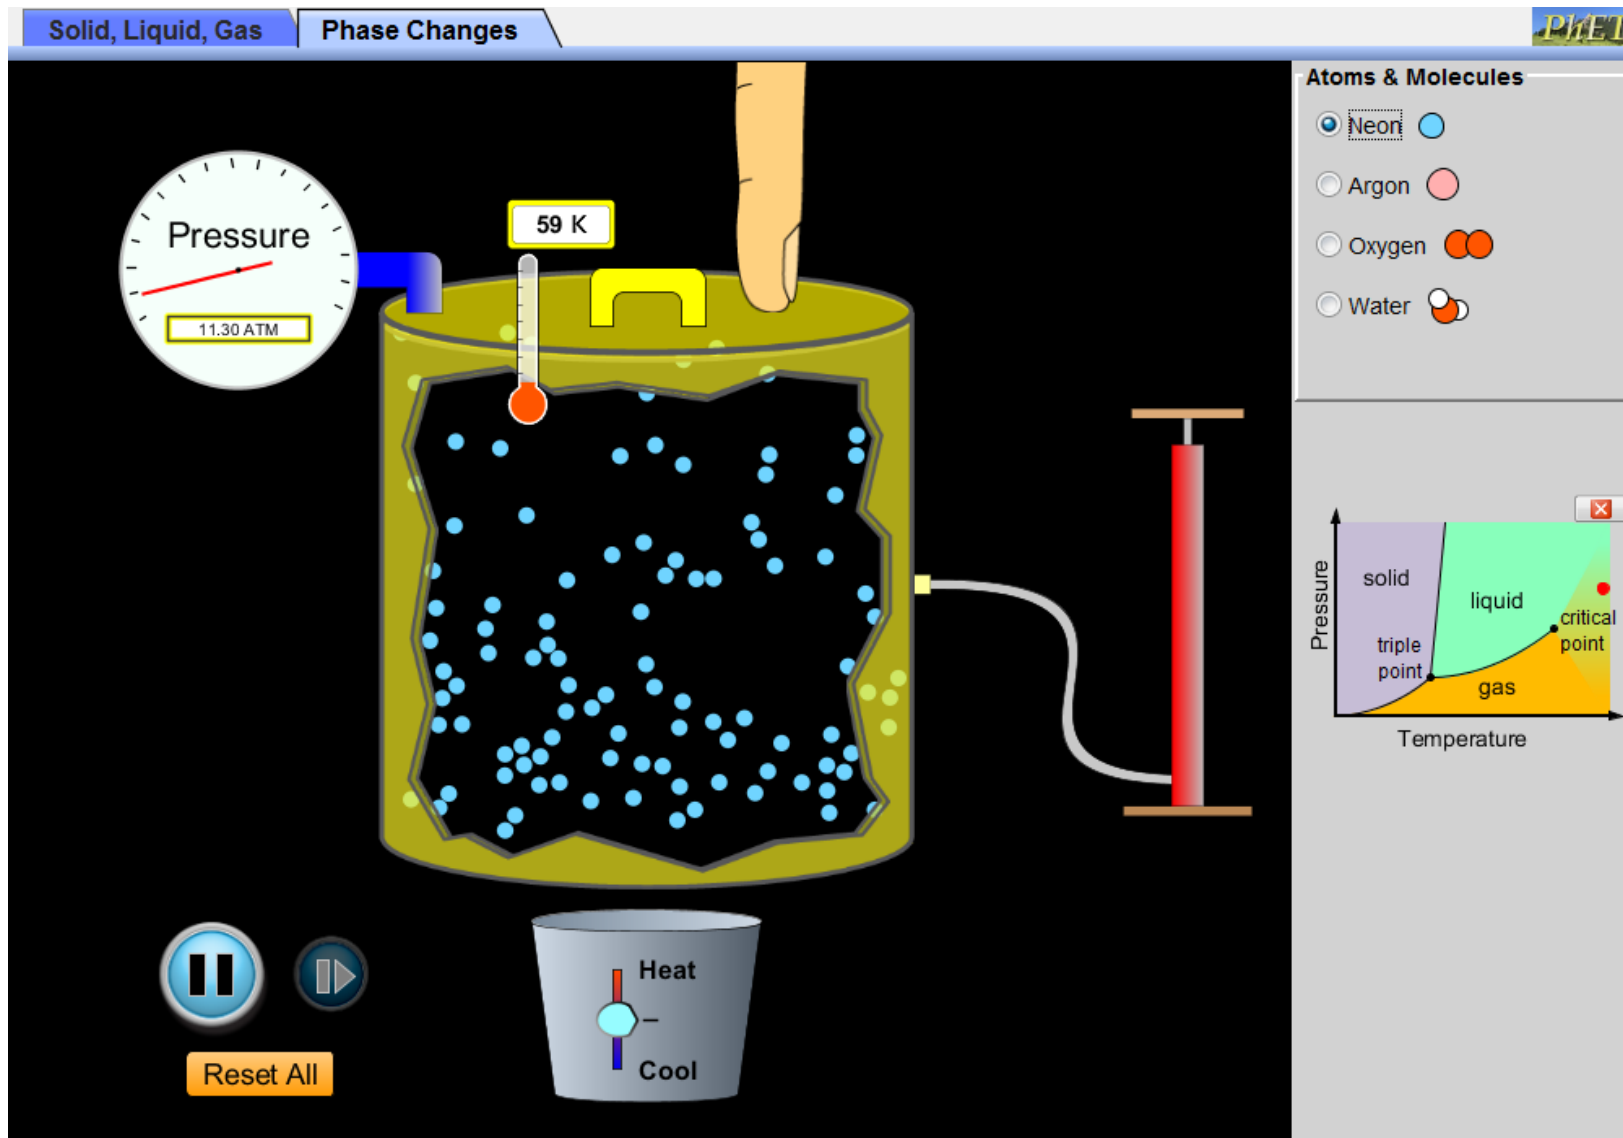 Solid, Liquid, Gas
Phase Changes
PhET
Atoms & Molecules
Neon
Argon
Oxygen
Water
Pressure
11.30 ATM
59 K
Pressure
solid
liquid
critical
point
triple
point
gas
Temperature
Heat
Cool
Reset All